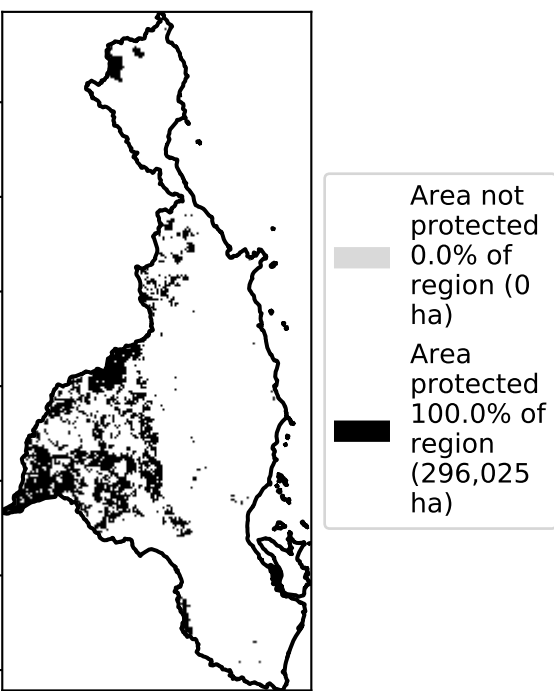 Area not
protected
0.0% of
region (0
ha)
Area
protected
100.0% of
region
(296,025
ha)